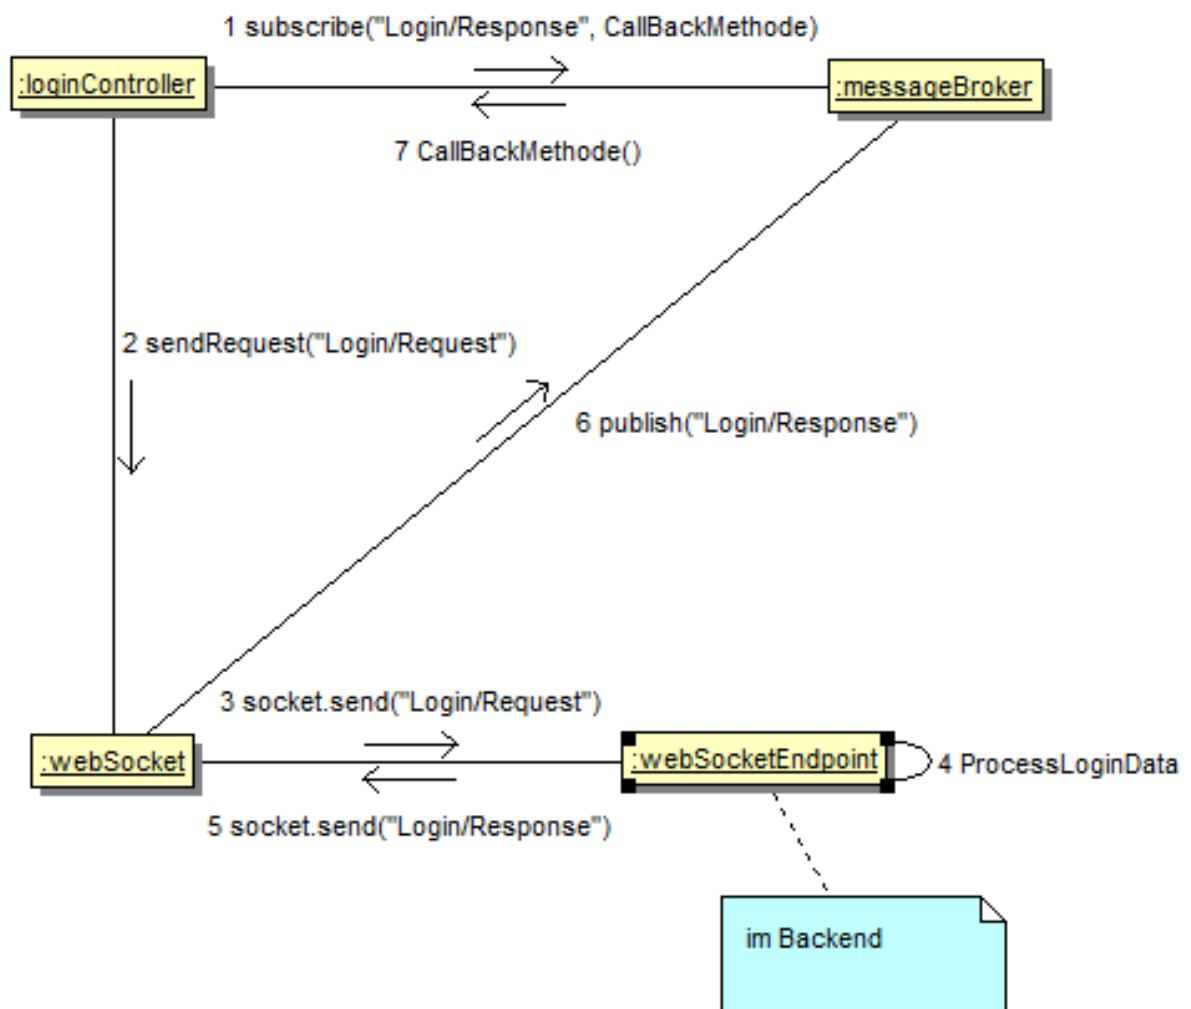 1 subscribe("Login/Response", CallBackMethode)
:loginController
:messageBroker
7 CallBackMethode()
2 sendRequest("Login/Request")
6 publish("Login/Response")
3 socket.send("Login/Request")
:webSocket
:webSocketEndpoint
4 ProcessLoginData
5 socket.send("Login/Response")
im Backend